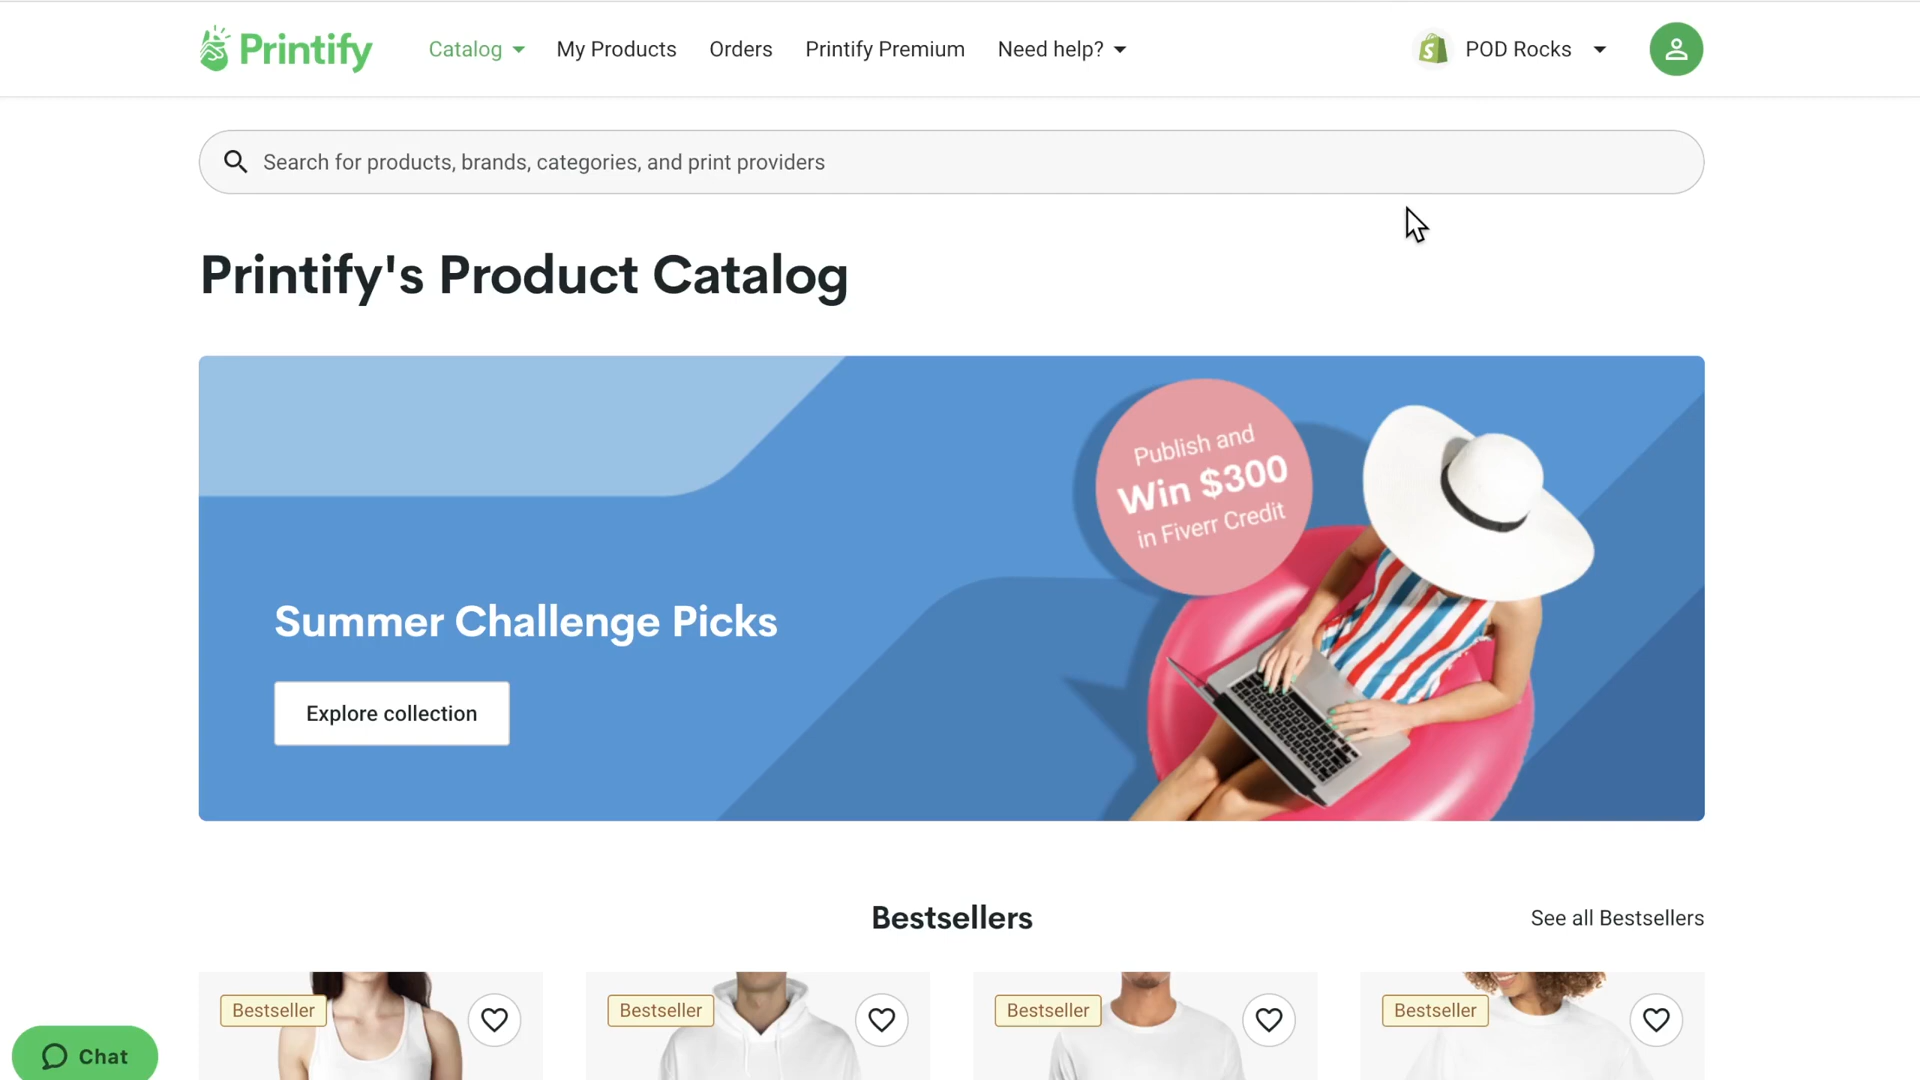 Printify
Catalog
My Products
Orders
Printify Premium
Need help?
POD Rocks
Search for products, brands, categories, and print providers
Printify's Product Catalog
Publish and
Win $300
in Fiverr Credit
Summer Challenge Picks
Explore collection
Bestsellers
See all Bestsellers
Bestseller
Bestseller
Bestseller
Bestseller
Chat